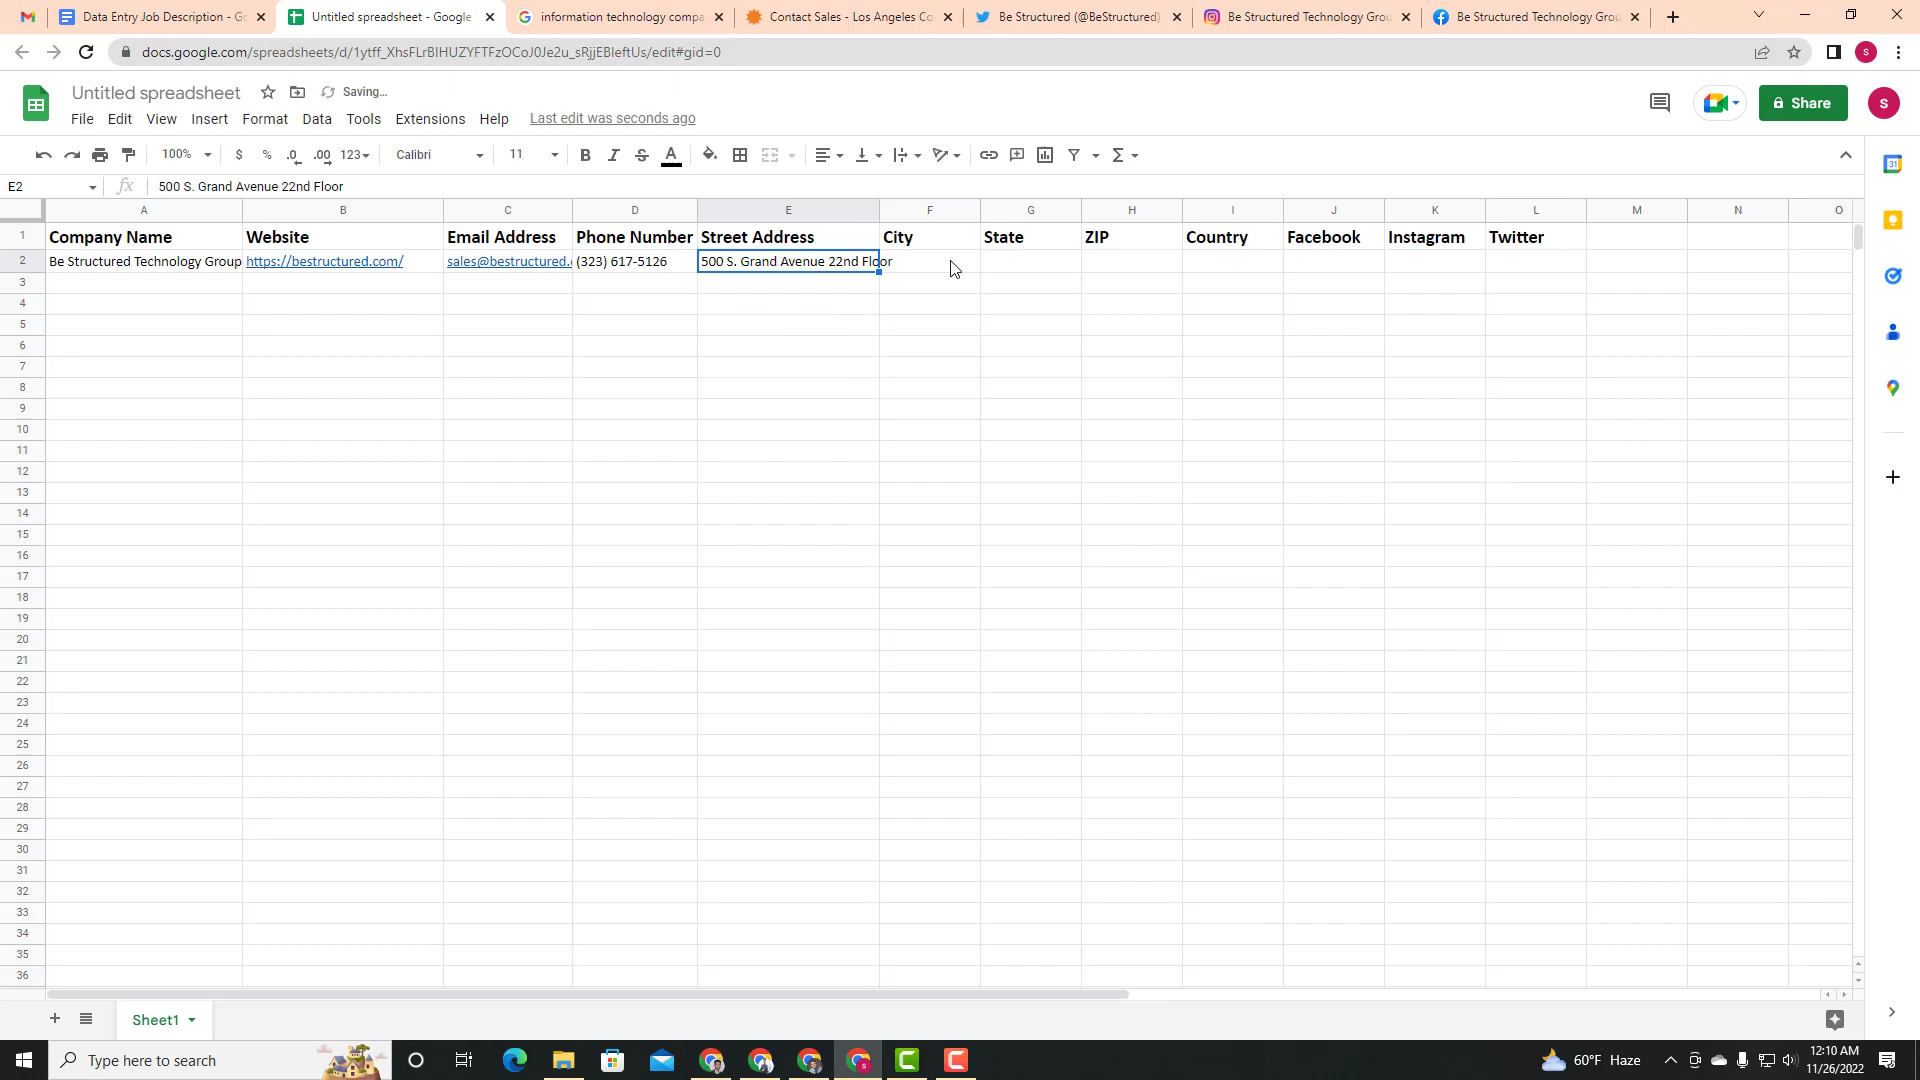 Data Entry Job Description - Go
Untitled spreadsheet - Google
information technology compa
Contact Sales - Los Angeles Co
Be Structured (@BeStructured)
Be Structured Technology Grou
Be Structured Technology Grou
docs.google.com/spreadsheets/d/1ytff_XhsFLrBIHUZYFTFzOCoJ0Je2u_sRjjEBleftUs/edit#gid=0
S
Untitled spreadsheet
Saving...
File Edit View Insert Format Data Tools Extensions Help Last edit was seconds ago
Share
S
100% $ % .0 .00 123 Calibri 11 B I S A
E2 fx 500 S. Grand Avenue 22nd Floor
31
A B C D E F G H I J K L M N O
1 Company Name Website Email Address Phone Number Street Address City State ZIP Country Facebook Instagram Twitter
2 Be Structured Technology Group https://bestructured.com/ sales@bestructured. (323) 617-5126 500 S. Grand Avenue 22nd Floor
3
4
5
6
7
8
9
10
11
12
13
14
15
16
17
18
19
20
21
22
23
24
25
26
27
28
29
30
31
32
33
34
35
36
Sheet1
Type here to search
60°F Haze
12:10 AM
11/26/2022